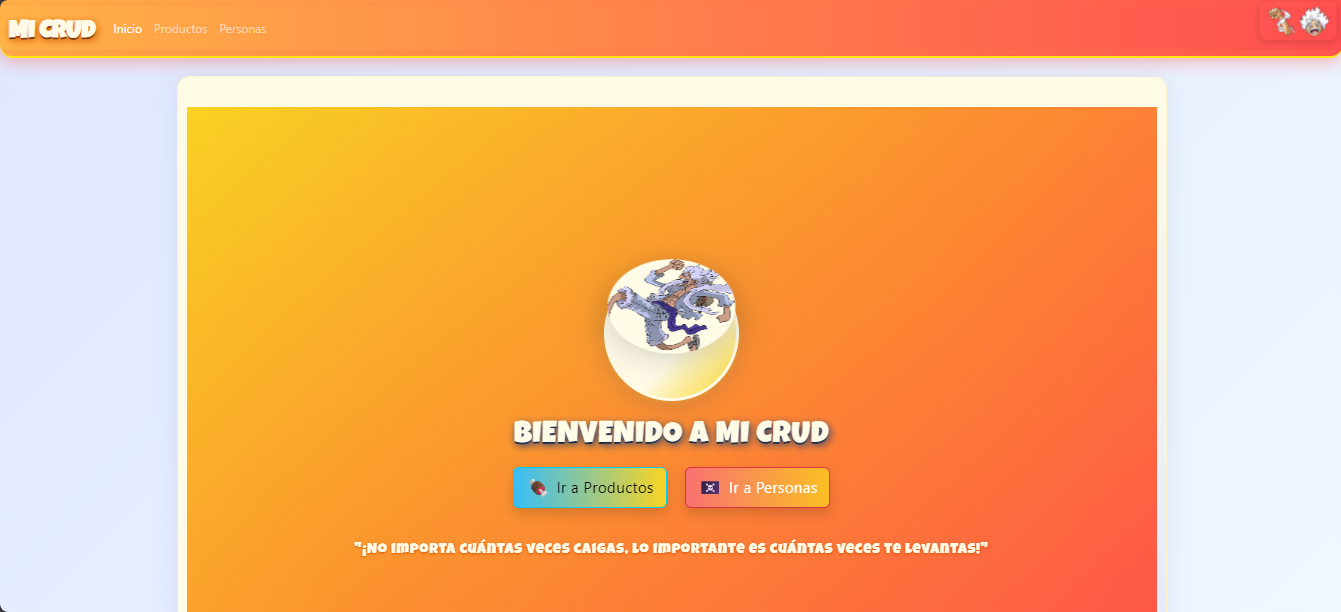 MI CRUD Inicio Productos Personas
BIENVENIDO A MI CRUD
Ir a Productos Ir a Personas
"¡No importa cuántas veces caigas, lo importante es cuántas veces te levantas!"